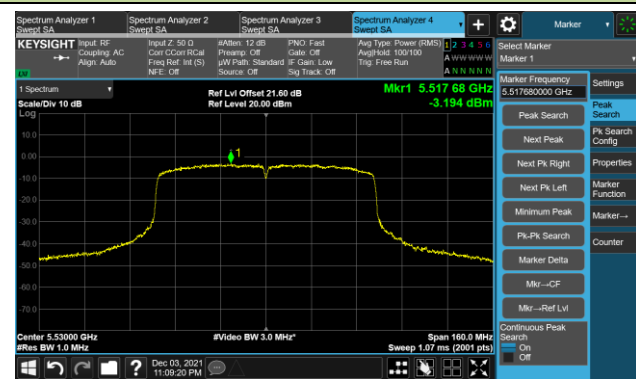 Spectrum Analyzer 1
Swept SA
Spectrum Analyzer 2
Swept SA
Spectrum Analyzer 3
Swept SA
Spectrum Analyzer 4
Swept SA
+
Marker
KEYSIGHT
Input: RF
Coupling: AC
Align: Auto
Input Z: 50 Ω
Corr CCorr RCal
Freq Ref: Int (S)
NFE: Off
#Atten: 12 dB
Preamp: Off
µW Path: Standard
Source: Off
PNO: Fast
Gate: Off
IF Gain: Low
Sig Track: Off
Avg Type: Power (RMS)
Avg|Hold: 100/100
Trig: Free Run
1 2 3 4 5 6
A W W W W W
A N N N N N
Select Marker
Marker 1
1 Spectrum
Scale/Div 10 dB
Log
Ref Lvl Offset 21.60 dB
Ref Level 20.00 dBm
Mkr1 5.517 68 GHz
-3.194 dBm
10.0
0.00
-10.0
-20.0
-30.0
-40.0
-50.0
-60.0
-70.0
1
Center 5.53000 GHz
#Res BW 1.0 MHz
#Video BW 3.0 MHz*
Span 160.0 MHz
Sweep 1.07 ms (2001 pts)
Marker Frequency
5.517680000 GHz
Peak Search
Next Peak
Next Pk Right
Next Pk Left
Minimum Peak
Pk-Pk Search
Marker Delta
Mkr→CF
Mkr→Ref Lvl
Continuous Peak
Search
On
Off
Settings
Peak
Search
Pk Search
Config
Properties
Marker
Function
Marker→
Counter
?
Dec 03, 2021
11:09:20 PM